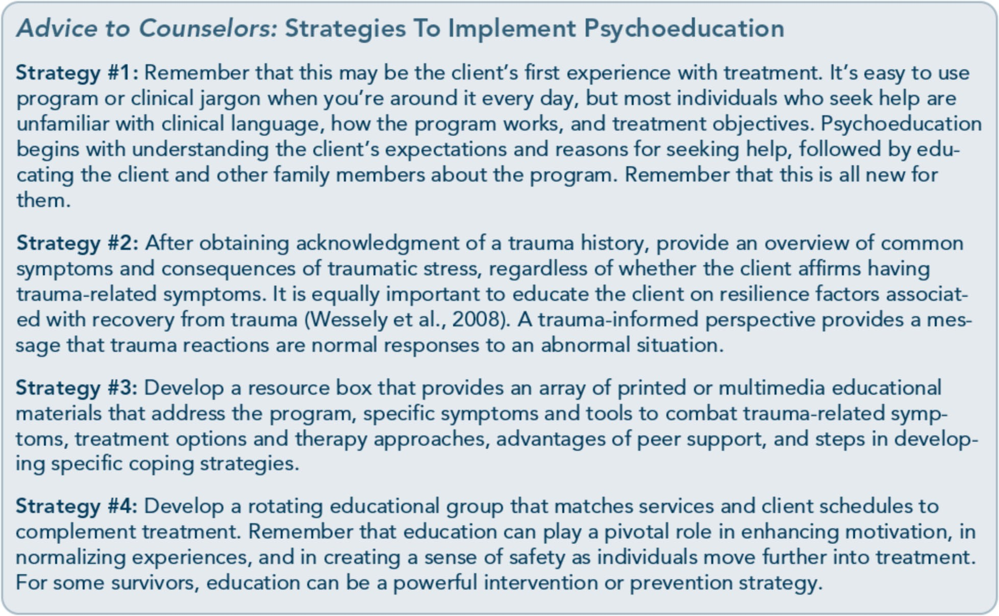 Advice to Counselors: Strategies To Implement Psychoeducation
Strategy #1: Remember that this may be the client’s first experience with treatment. It’s easy to use
program or clinical jargon when you’re around it every day, but most individuals who seek help are
unfamiliar with clinical language, how the program works, and treatment objectives. Psychoeducation
begins with understanding the client’s expectations and reasons for seeking help, followed by edu-
cating the client and other family members about the program. Remember that this is all new for
them.
Strategy #2: After obtaining acknowledgment of a trauma history, provide an overview of common
symptoms and consequences of traumatic stress, regardless of whether the client affirms having
trauma-related symptoms. It is equally important to educate the client on resilience factors associat-
ed with recovery from trauma (Wessely et al., 2008). A trauma-informed perspective provides a mes-
sage that trauma reactions are normal responses to an abnormal situation.
Strategy #3: Develop a resource box that provides an array of printed or multimedia educational
materials that address the program, specific symptoms and tools to combat trauma-related symp-
toms, treatment options and therapy approaches, advantages of peer support, and steps in develop-
ing specific coping strategies.
Strategy #4: Develop a rotating educational group that matches services and client schedules to
complement treatment. Remember that education can play a pivotal role in enhancing motivation, in
normalizing experiences, and in creating a sense of safety as individuals move further into treatment.
For some survivors, education can be a powerful intervention or prevention strategy.